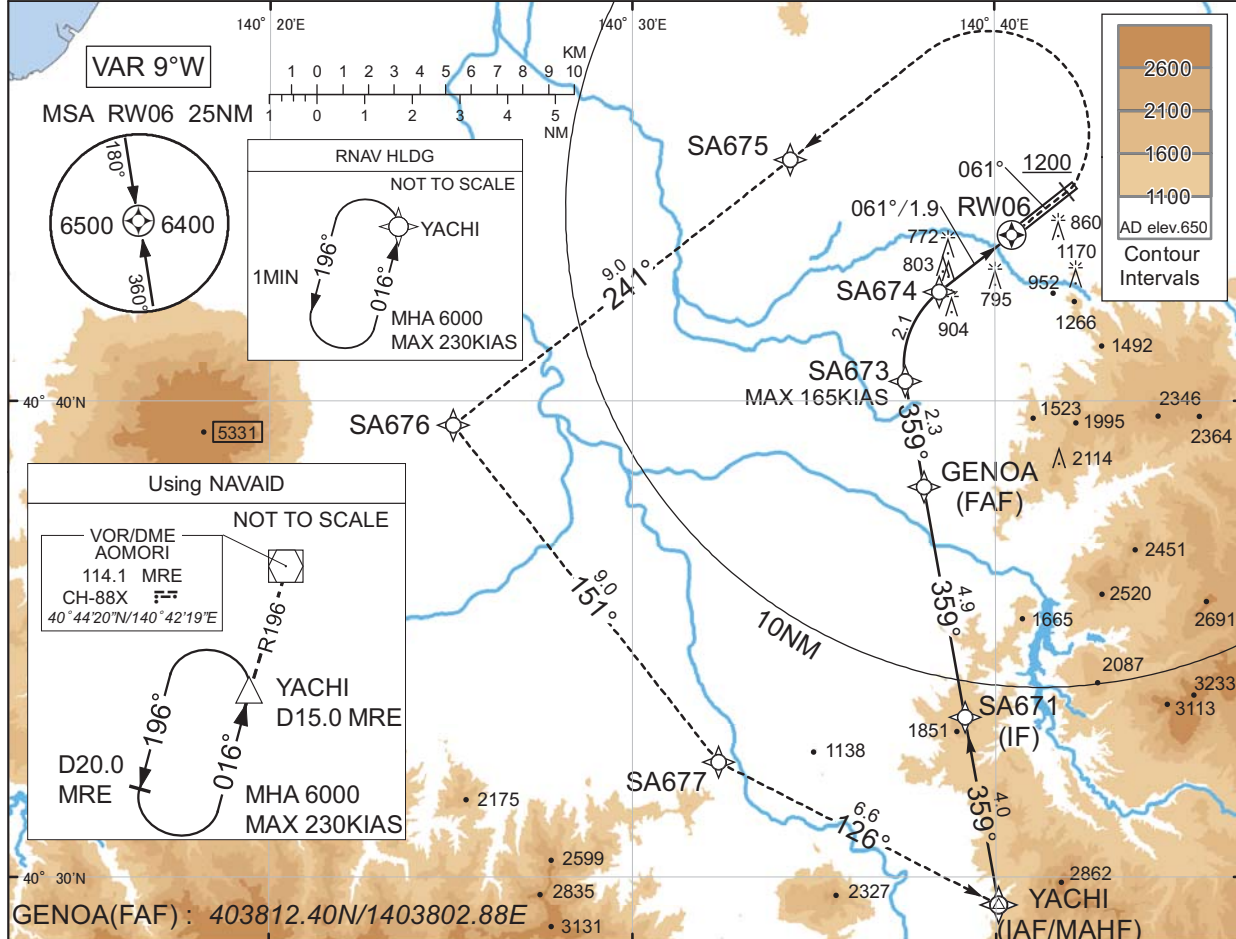 140° 20'E
140° 30'E
140° 40'E
VAR 9°W
MSA RW06 25NM
180°
6500
6400
360°
1 0 1 2 3 4 5 6 7 8 9 10
KM
1 0 1 2 3 4 5
NM
RNAV HLDG
NOT TO SCALE
YACHI
196°
016°
1MIN
MHA 6000
MAX 230KIAS
2600
2100
1600
1100
AD elev.650
Contour
Intervals
SA675
061°
1200
061°/1.9
RW06
772
803
860
1170
795
952
SA674
904
1266
9.0
241°
2.1
1492
SA673
MAX 165KIAS
40° 40'N
SA676
5331
2.3
359°
1523
1995
2346
2364
2114
GENOA
(FAF)
Using NAVAID
NOT TO SCALE
VOR/DME
AOMORI
114.1 MRE
CH-88X
40°44'20"N/140°42'19"E
R196
YACHI
D15.0 MRE
196°
016°
D20.0
MRE
MHA 6000
MAX 230KIAS
9.0
151°
4.9
359°
10NM
2451
2520
2691
1665
2087
3233
3113
SA671
(IF)
1851
1138
SA677
4.0
359°
6.6
126°
2175
2599
2835
3131
2327
2862
40° 30'N
YACHI
(IAF/MAHF)
GENOA(FAF) : 403812.40N/1403802.88E